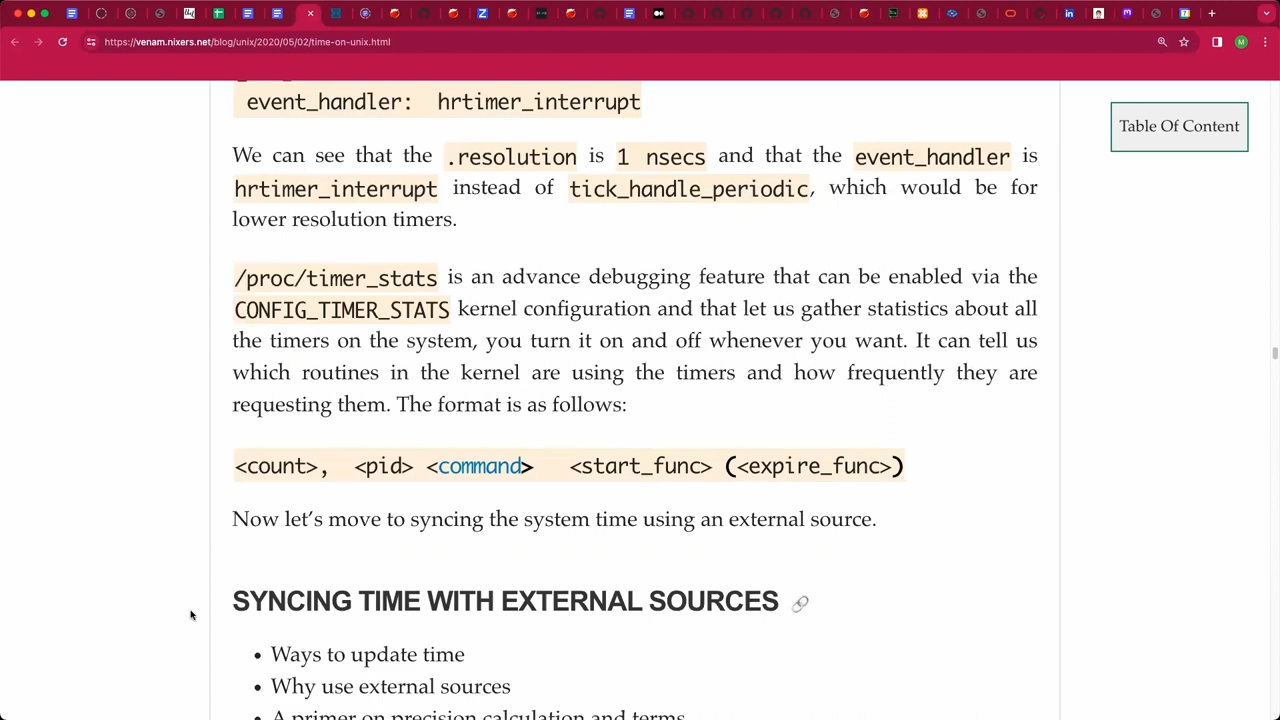 https://venam.nixers.net/blog/unix/2020/05/02/time-on-unix.html
M
event_handler: hrtimer_interrupt
Table Of Content
We can see that the .resolution is 1 nsecs and that the event_handler is
hrtimer_interrupt instead of tick_handle_periodic, which would be for
lower resolution timers.
/proc/timer_stats is an advance debugging feature that can be enabled via the
CONFIG_TIMER_STATS kernel configuration and that let us gather statistics about all
the timers on the system, you turn it on and off whenever you want. It can tell us
which routines in the kernel are using the timers and how frequently they are
requesting them. The format is as follows:
<count>, <pid> <command> <start_func> (<expire_func>)
Now let’s move to syncing the system time using an external source.
SYNCING TIME WITH EXTERNAL SOURCES
• Ways to update time
• Why use external sources
• A primer on precision calculation and terms